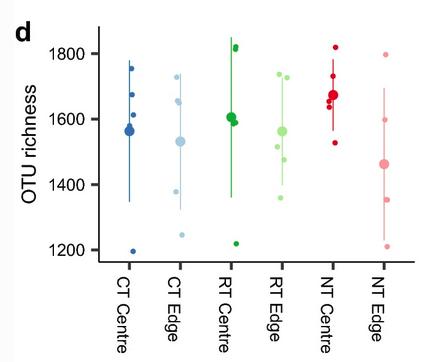 d
OTU richness
1800
1600
1400
1200
CT Centre
CT Edge
RT Centre
RT Edge
NT Centre
NT Edge